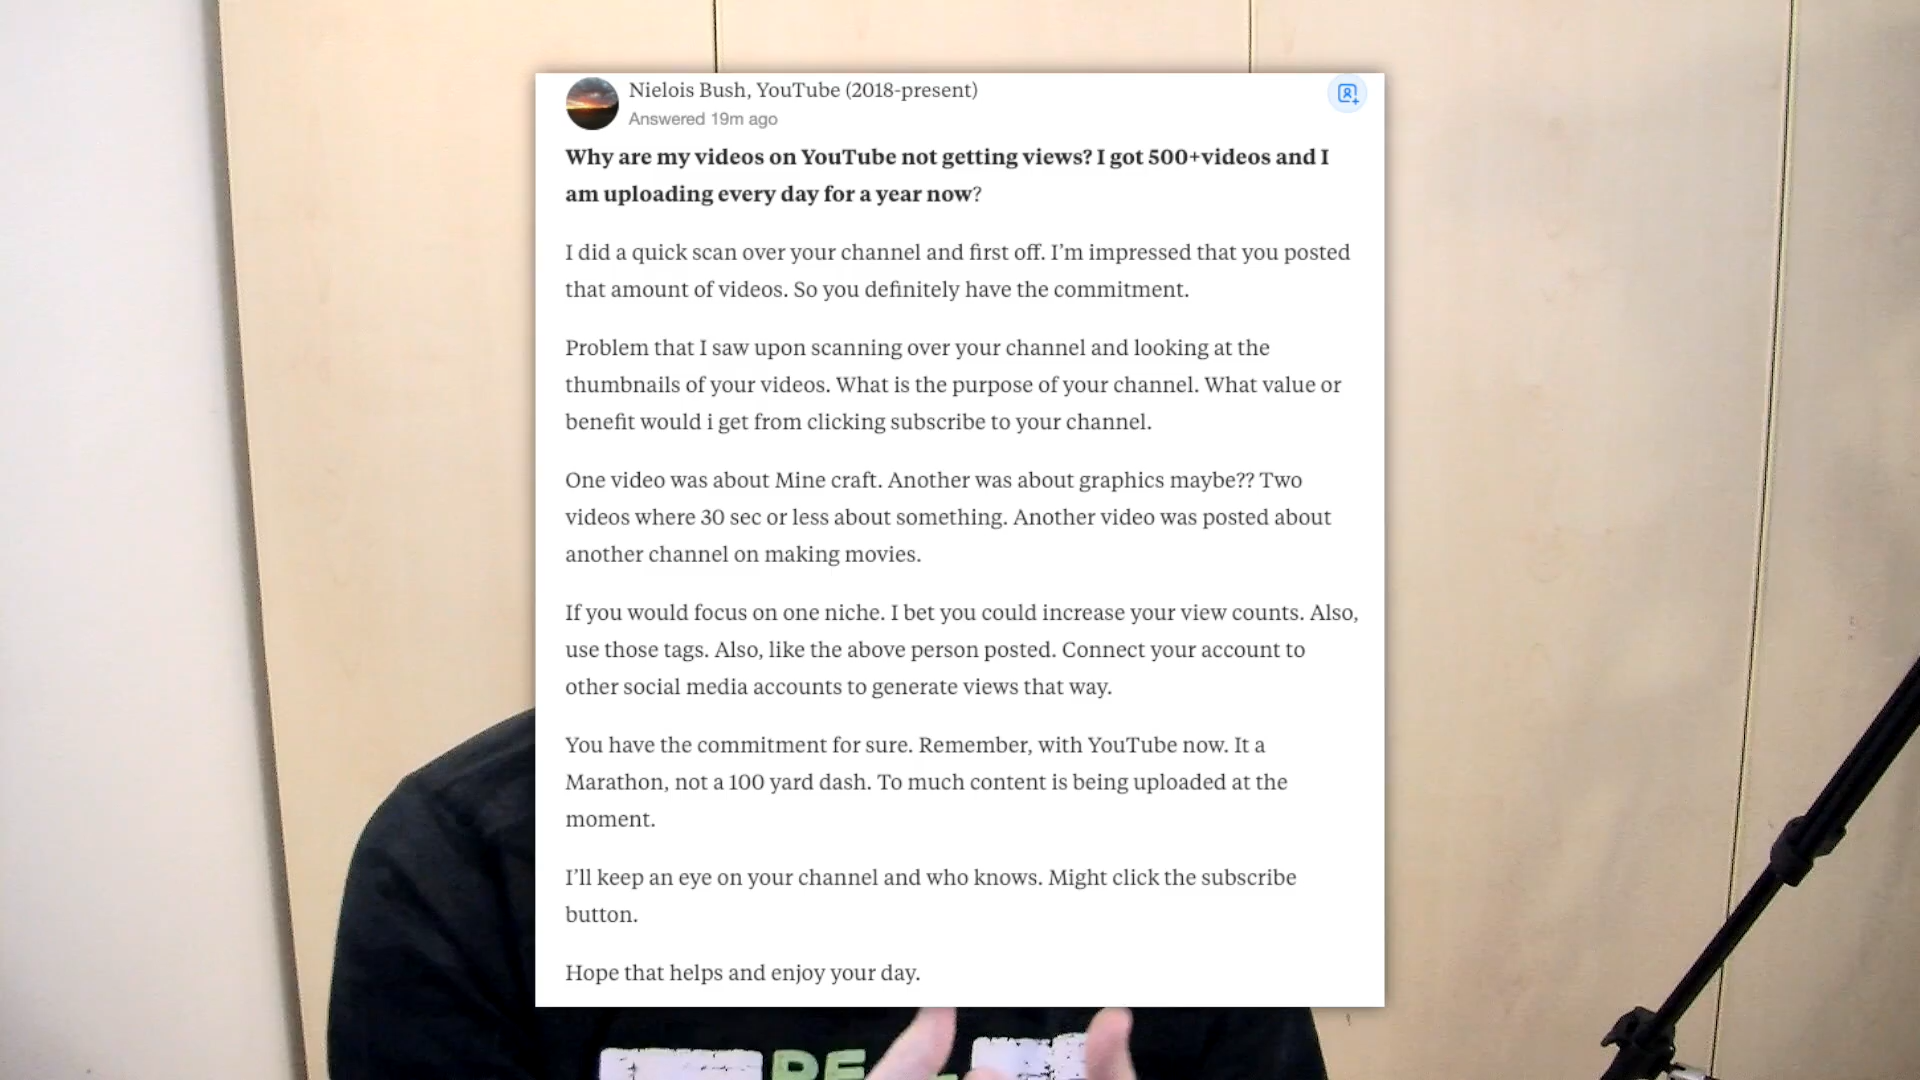 Nielois Bush, YouTube (2018-present)
Answered 19m ago
Why are my videos on YouTube not getting views? I got 500+videos and I
am uploading every day for a year now?
I did a quick scan over your channel and first off. I’m impressed that you posted
that amount of videos. So you definitely have the commitment.
Problem that I saw upon scanning over your channel and looking at the
thumbnails of your videos. What is the purpose of your channel. What value or
benefit would i get from clicking subscribe to your channel.
One video was about Mine craft. Another was about graphics maybe?? Two
videos where 30 sec or less about something. Another video was posted about
another channel on making movies.
If you would focus on one niche. I bet you could increase your view counts. Also,
use those tags. Also, like the above person posted. Connect your account to
other social media accounts to generate views that way.
You have the commitment for sure. Remember, with YouTube now. It a
Marathon, not a 100 yard dash. To much content is being uploaded at the
moment.
I’ll keep an eye on your channel and who knows. Might click the subscribe
button.
Hope that helps and enjoy your day.